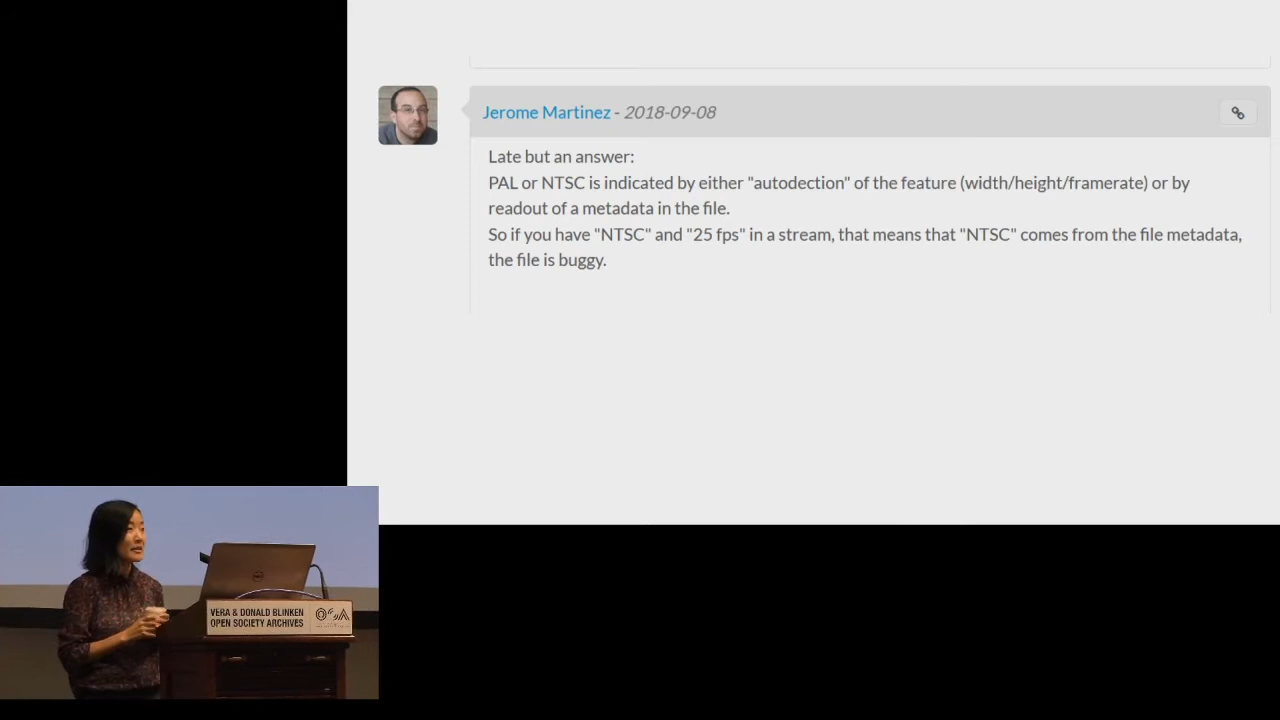 Jerome Martinez - 2018-09-08
Late but an answer:
PAL or NTSC is indicated by either "autodection" of the feature (width/height/framerate) or by
readout of a metadata in the file.
So if you have "NTSC" and "25 fps" in a stream, that means that "NTSC" comes from the file metadata,
the file is buggy.
VERA & DONALD BLINKEN
OPEN SOCIETY ARCHIVES